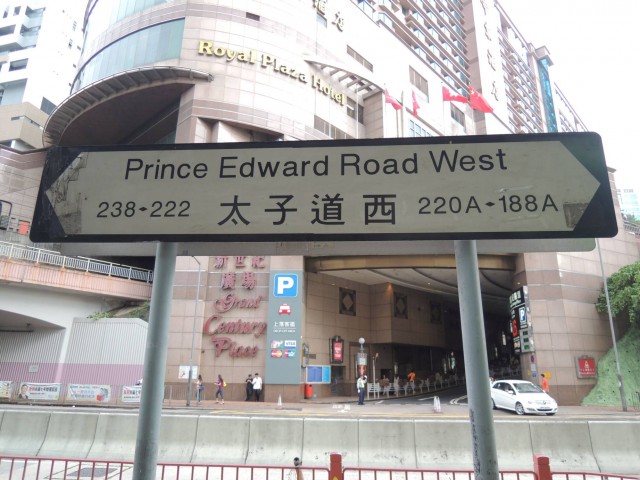 Royal Plaza Hotel
Prince Edward Road West
238-222 太子道西 220A-188A
新世紀
廣場
Grand
Century
Place
P
VISA